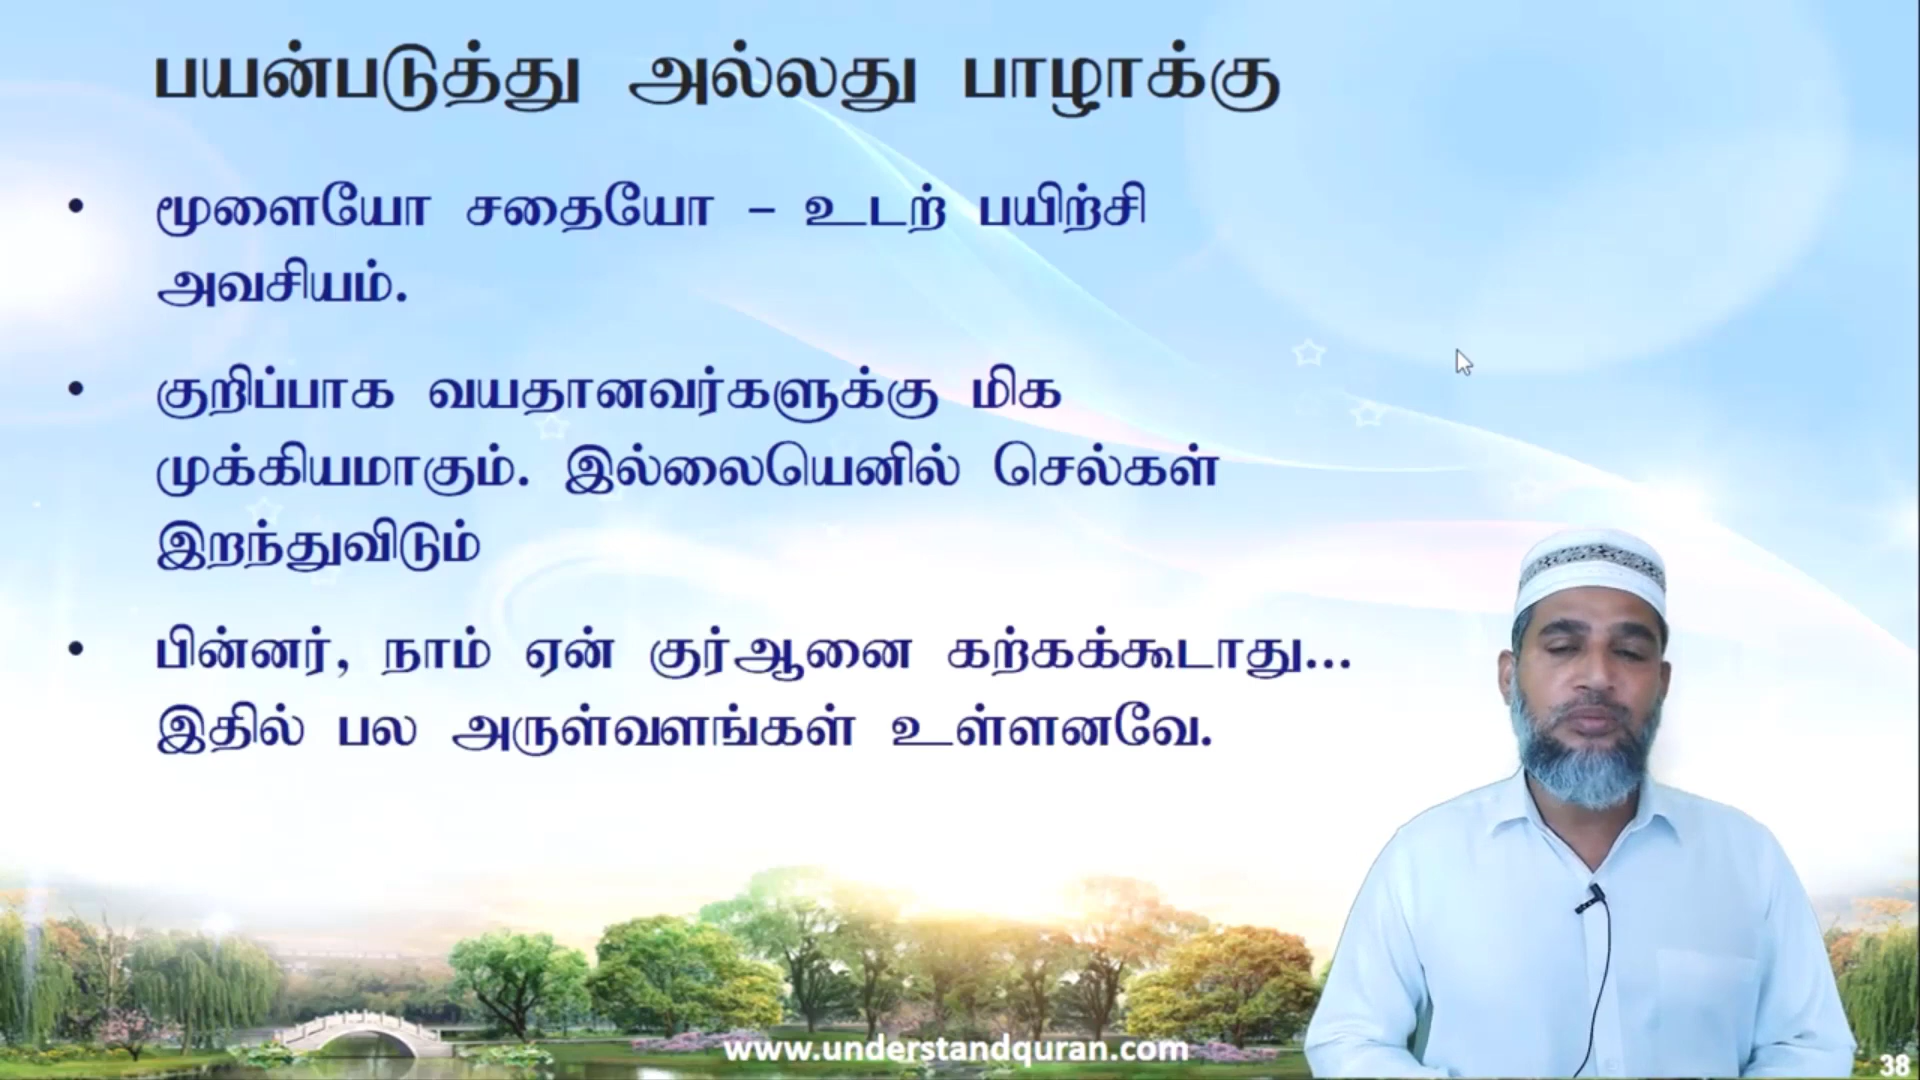 பயன்படுத்து அல்லது பாழாக்கு
• மூளையோ சதையோ – உடற் பயிற்சி
அவசியம்.
• குறிப்பாக வயதானவர்களுக்கு மிக
முக்கியமாகும். இல்லையெனில் செல்கள்
இறந்துவிடும்
• பின்னர், நாம் ஏன் குர்ஆனை கற்கக்கூடாது...
இதில் பல அருள்வளங்கள் உள்ளனவே.
www.understandquran.com
38